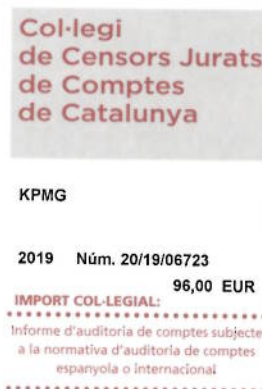 Col·legi
de Censors Jurats
de Comptes
de Catalunya
KPMG
2019 Núm. 20/19/06723
96,00 EUR
IMPORT COL·LEGIAL:
Informe d'auditoria de comptes subjecte
a la normativa d'auditoria de comptes
espanyola o internacional